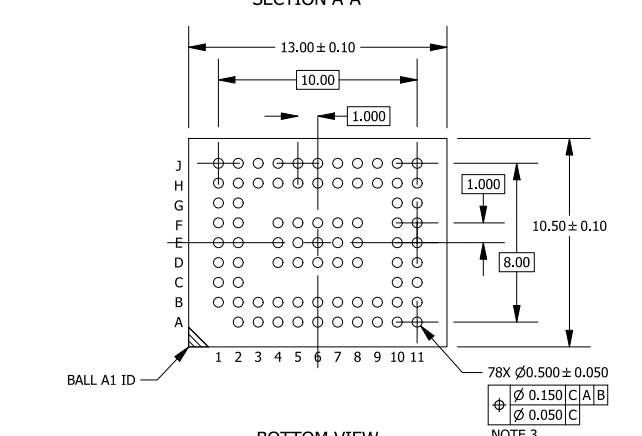 SECTION A-A
13.00 ± 0.10
10.00
1.000
J
H
G
F
E
D
C
B
A
1.000
10.50 ± 0.10
8.00
1 2 3 4 5 6 7 8 9 10 11
BALL A1 ID
78X Ø0.500 ± 0.050
⌖ Ø 0.150 C A B
Ø 0.050 C
NOTE 3
BOTTOM VIEW